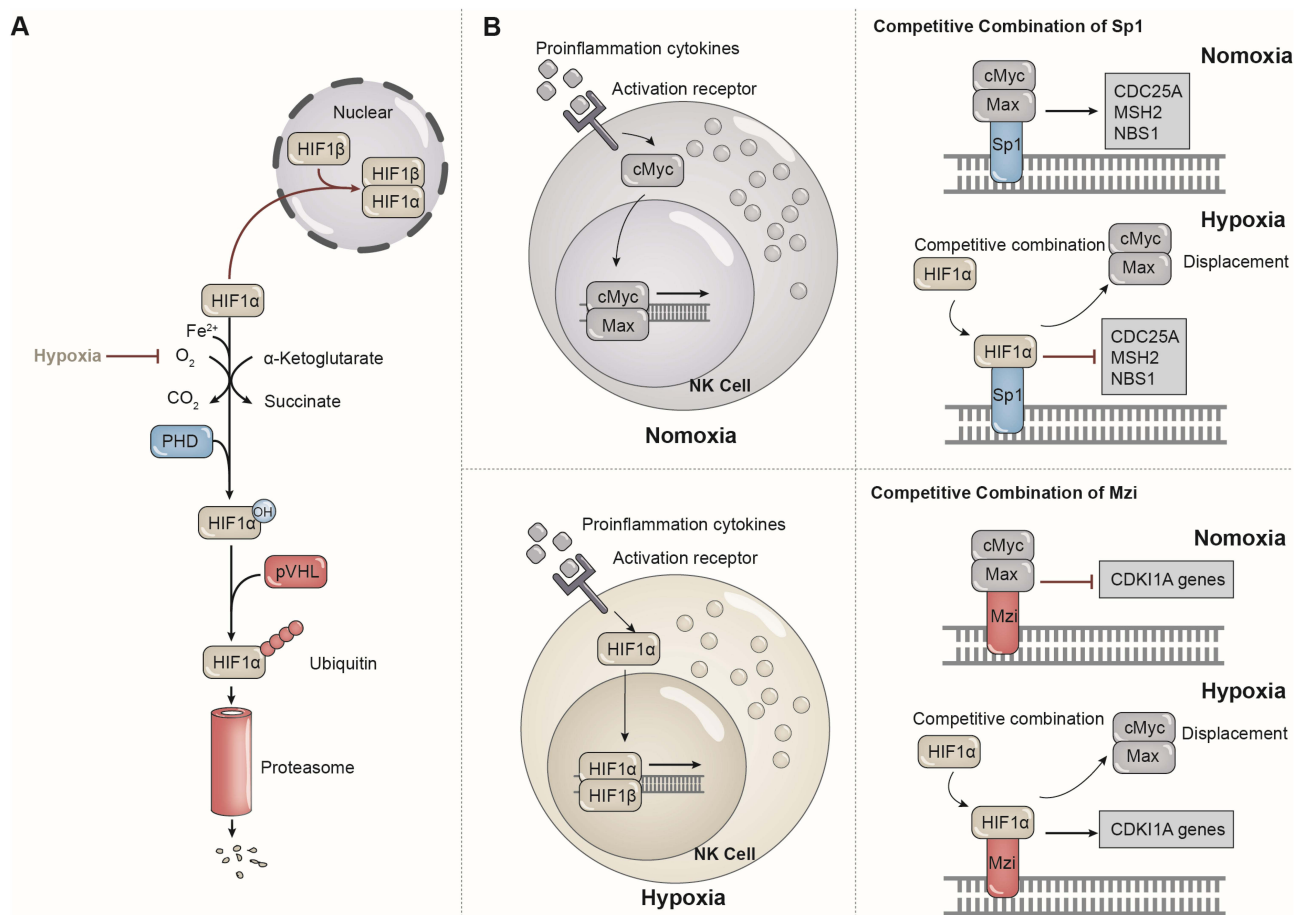 A
Nuclear
HIF1β
HIF1β
HIF1α
HIF1α
Fe²⁺
Hypoxia
O₂
α-Ketoglutarate
CO₂
Succinate
PHD
HIF1α
OH
pVHL
HIF1α
Ubiquitin
Proteasome
B
Proinflammation cytokines
Activation receptor
cMyc
cMyc
Max
NK Cell
Nomoxia
Proinflammation cytokines
Activation receptor
HIF1α
HIF1α
HIF1β
NK Cell
Hypoxia
Competitive Combination of Sp1
Nomoxia
cMyc
Max
Sp1
CDC25A
MSH2
NBS1
Hypoxia
Competitive combination
HIF1α
cMyc
Max
Displacement
HIF1α
Sp1
CDC25A
MSH2
NBS1
Competitive Combination of Mzi
Nomoxia
cMyc
Max
Mzi
CDKI1A genes
Hypoxia
Competitive combination
HIF1α
cMyc
Max
Displacement
HIF1α
Mzi
CDKI1A genes